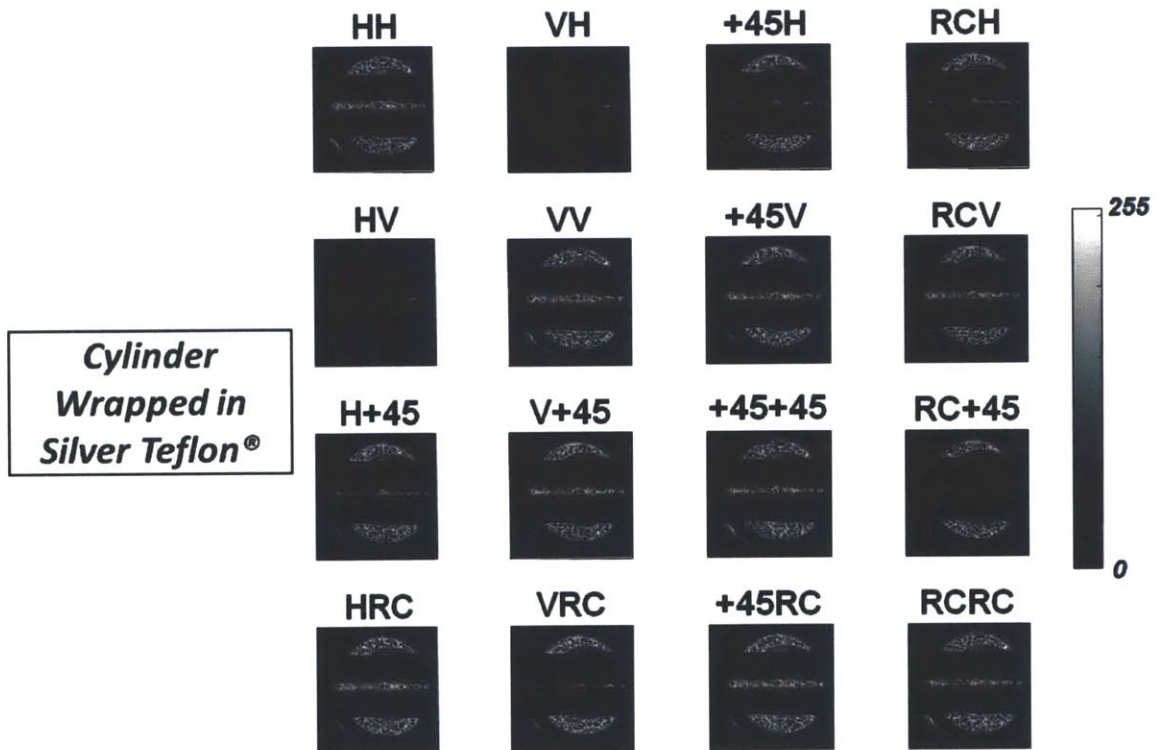 HH VH +45H RCH
HV VV +45V RCV
255
Cylinder
Wrapped in
Silver Teflon®
H+45 V+45 +45+45 RC+45
0
HRC VRC +45RC RCRC